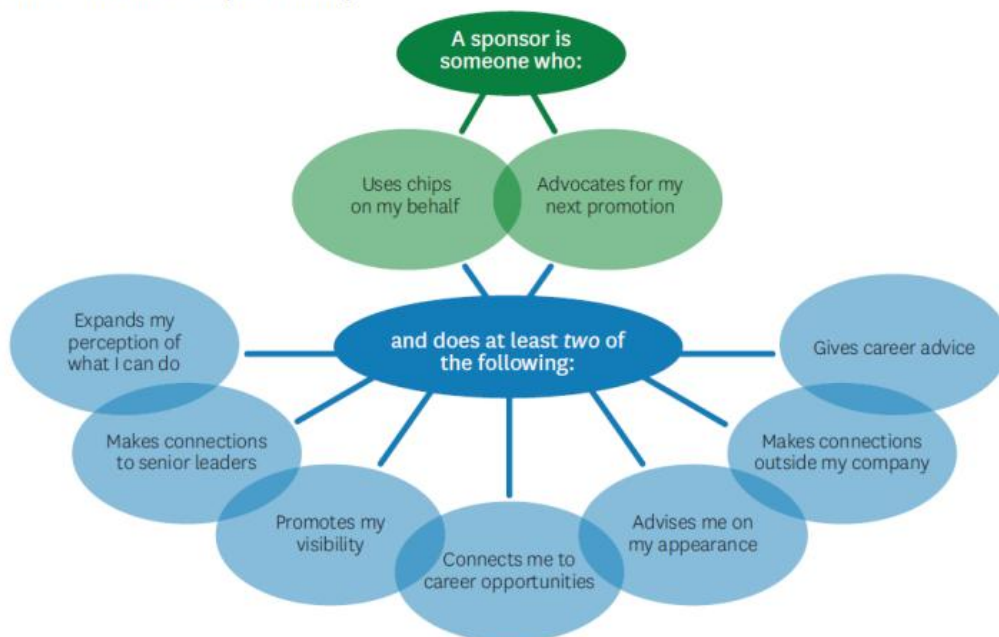 A sponsor is
someone who:
Uses chips
on my behalf
Advocates for my
next promotion
and does at least two of
the following:
Expands my
perception of
what I can do
Makes connections
to senior leaders
Promotes my
visibility
Connects me to
career opportunities
Advises me on
my appearance
Makes connections
outside my company
Gives career advice